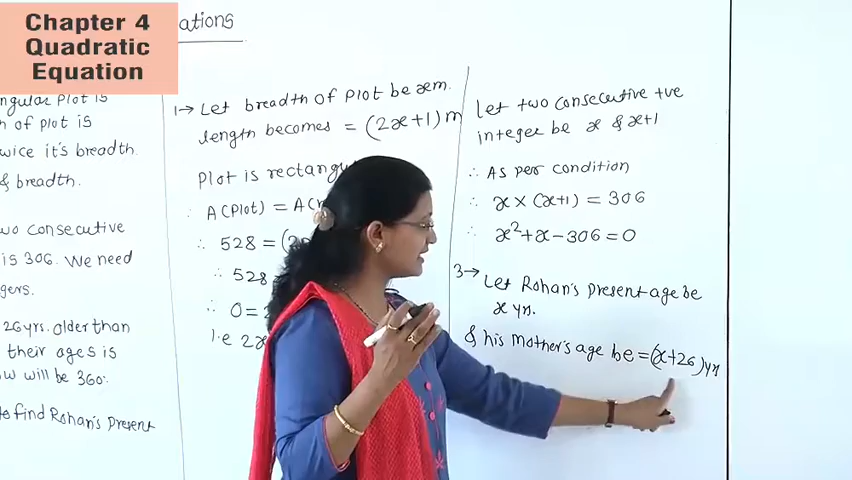 Chapter 4
Quadratic
Equation
ations
ngular plot is
h of plot is
wice it's breadth.
& breadth.
wo consecutive
is 306. We need
gers.
26yrs. older than
their ages is
ow will be 360.
to find Rohan's present
1→ Let breadth of plot be xm.
length becomes = (2x+1)m
Plot is rectangu
∴ A(Plot) = A(
∴ 528 = (2
∴ 528
∴ 0 = 2
i.e 2x
Let two consecutive +ve
integer be x & x+1
∴ As per condition
∴ x × (x+1) = 306
∴ x²+x-306 = 0
3→ Let Rohan's present age be
x yrs.
& his Mother's age be = (x+26)yrs